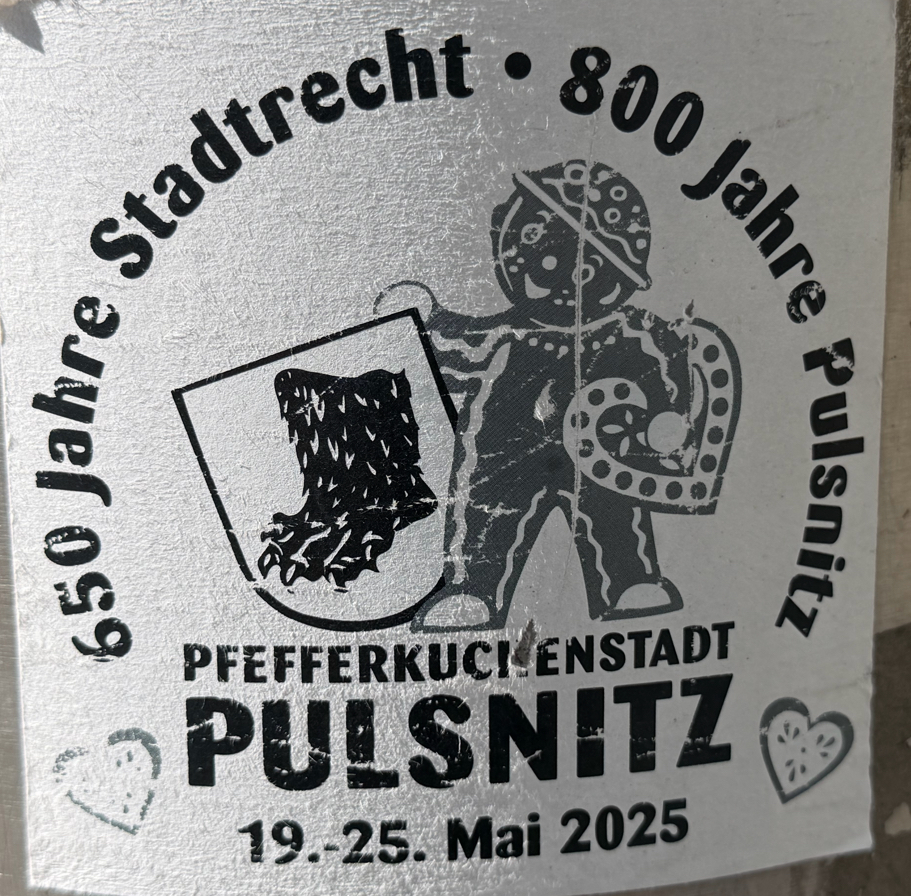 650 Jahre Stadtrecht • 800 Jahre Pulsnitz
PFEFFERKUCHENSTADT
PULSNITZ
19.-25. Mai 2025